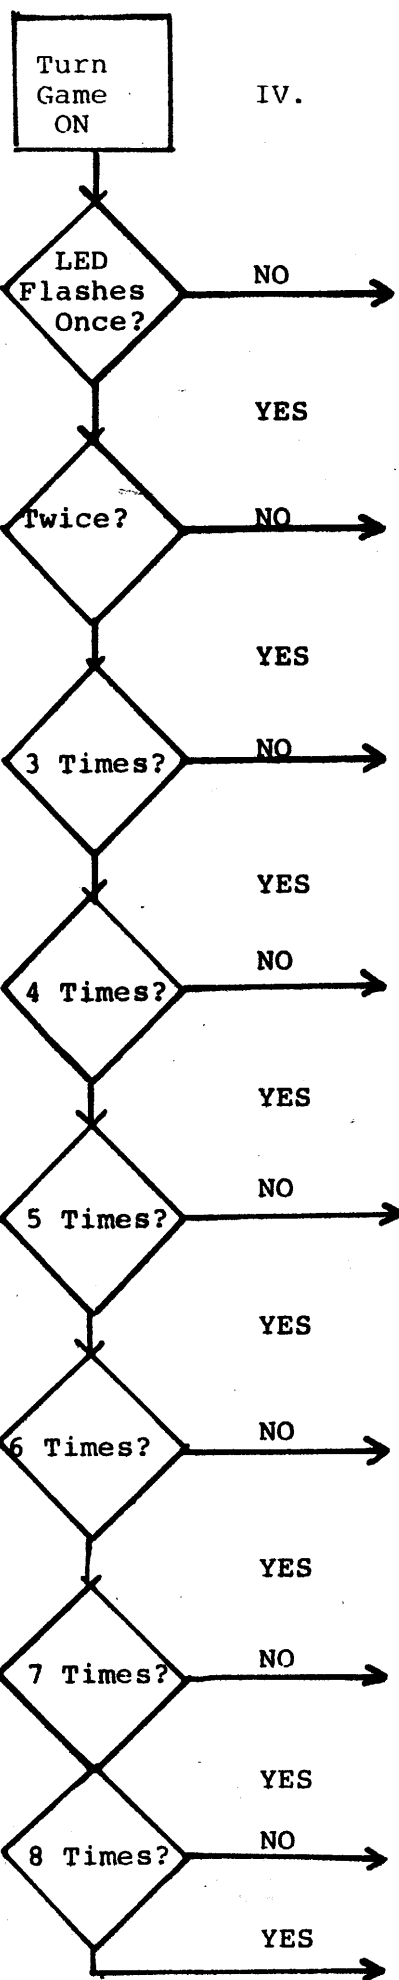 Turn
Game
ON
IV.
LED
Flashes
Once?
NO
YES
Twice?
NO
YES
3 Times?
NO
YES
4 Times?
NO
YES
5 Times?
NO
YES
6 Times?
NO
YES
7 Times?
NO
YES
8 Times?
NO
YES